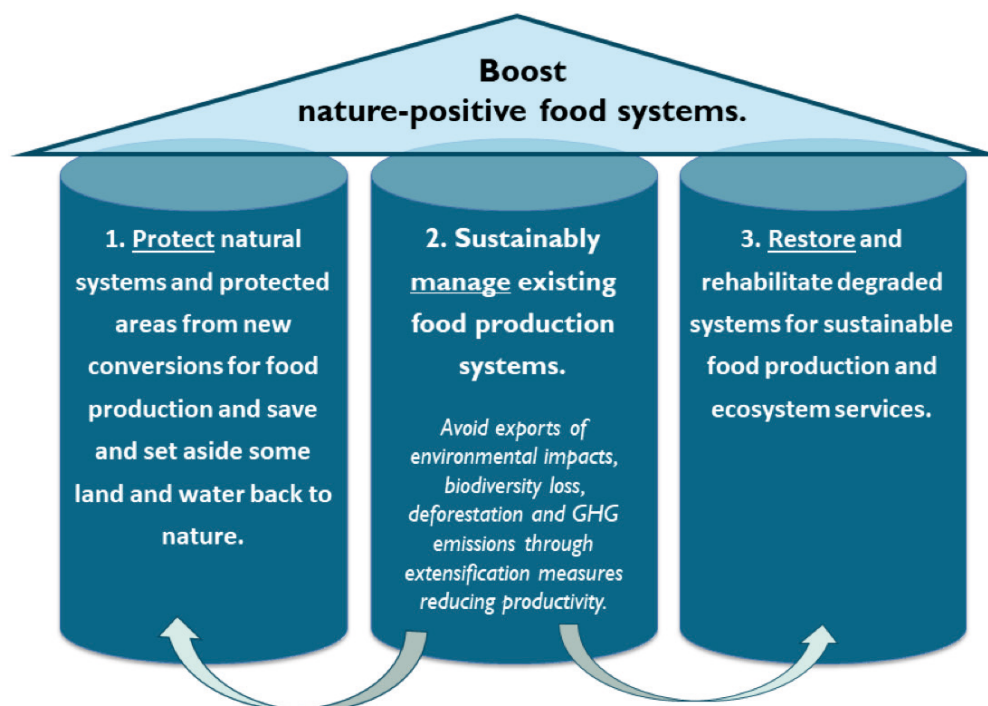 Boost
nature-positive food systems.
1. Protect natural
systems and protected
areas from new
conversions for food
production and save
and set aside some
land and water back to
nature.
2. Sustainably
manage existing
food production
systems.
Avoid exports of
environmental impacts,
biodiversity loss,
deforestation and GHG
emissions through
extensification measures
reducing productivity.
3. Restore and
rehabilitate degraded
systems for sustainable
food production and
ecosystem services.